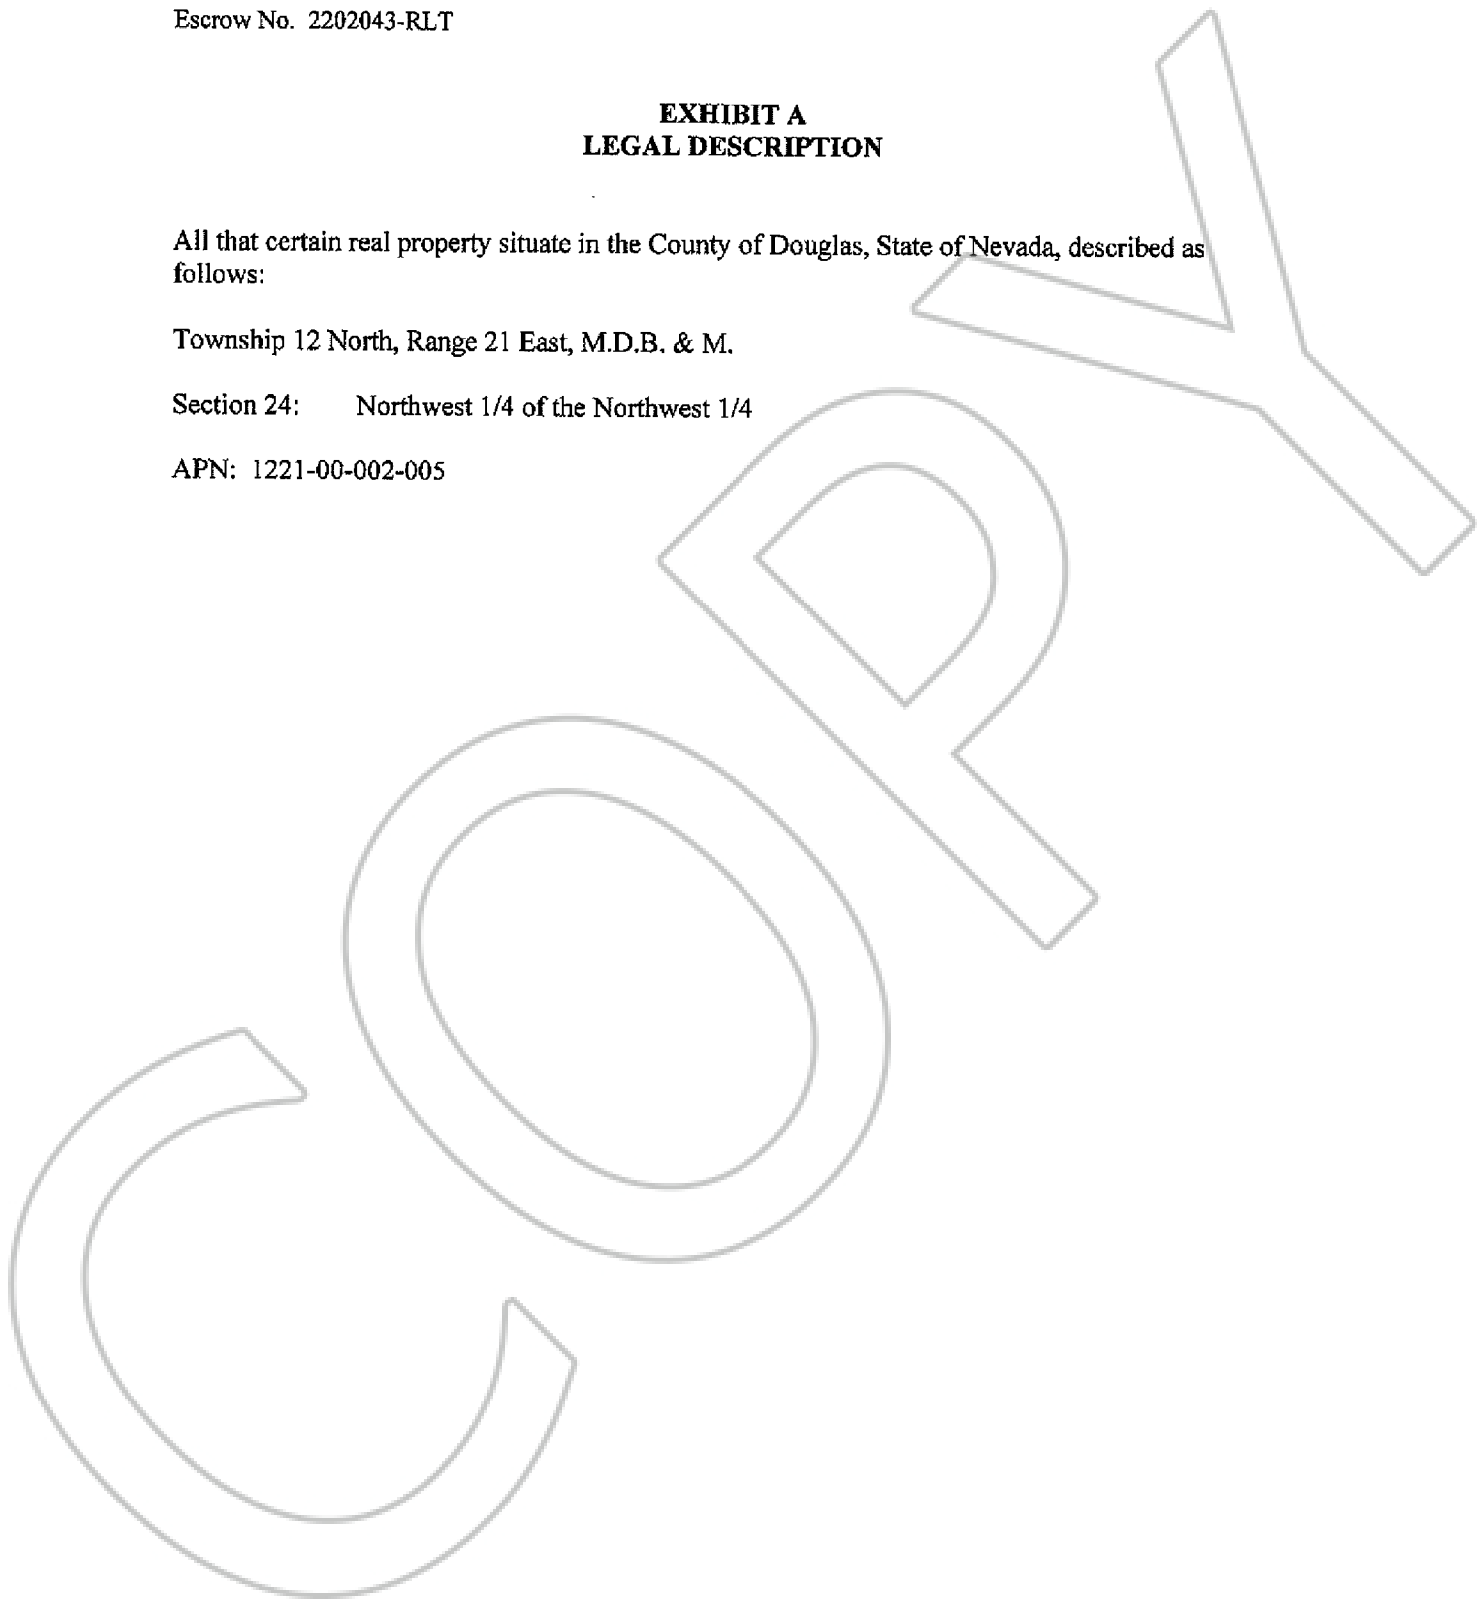 Escrow No. 2202043-RLT
EXHIBIT A
LEGAL DESCRIPTION
All that certain real property situate in the County of Douglas, State of Nevada, described as
follows:
Township 12 North, Range 21 East, M.D.B. & M.
Section 24: Northwest 1/4 of the Northwest 1/4
APN: 1221-00-002-005
COPY